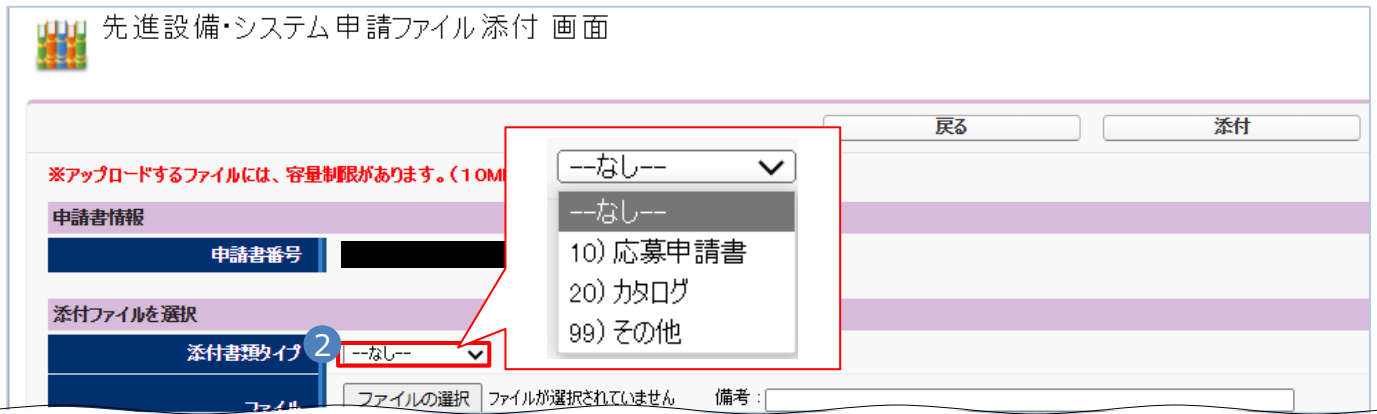 先進設備・システム申請ファイル添付 画面
戻る 添付
※アップロードするファイルには、容量制限があります。(10M
申請書情報
申請書番号
添付ファイルを選択
添付書類タイプ 2 --なし--
--なし--
--なし--
10) 応募申請書
20) カタログ
99) その他
ファイル ファイルの選択 ファイルが選択されていません 備考: